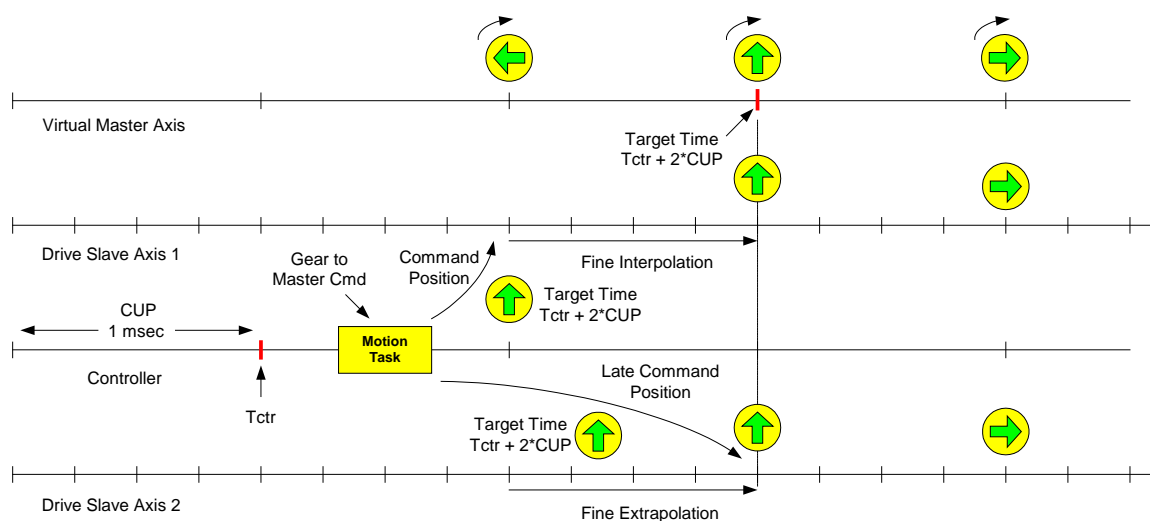 Virtual Master Axis
Target Time
Tctr + 2*CUP
Drive Slave Axis 1
Gear to
Master Cmd
Command
Position
Fine Interpolation
Target Time
Tctr + 2*CUP
CUP
1 msec
Motion
Task
Controller
Tctr
Late Command
Position
Target Time
Tctr + 2*CUP
Drive Slave Axis 2
Fine Extrapolation